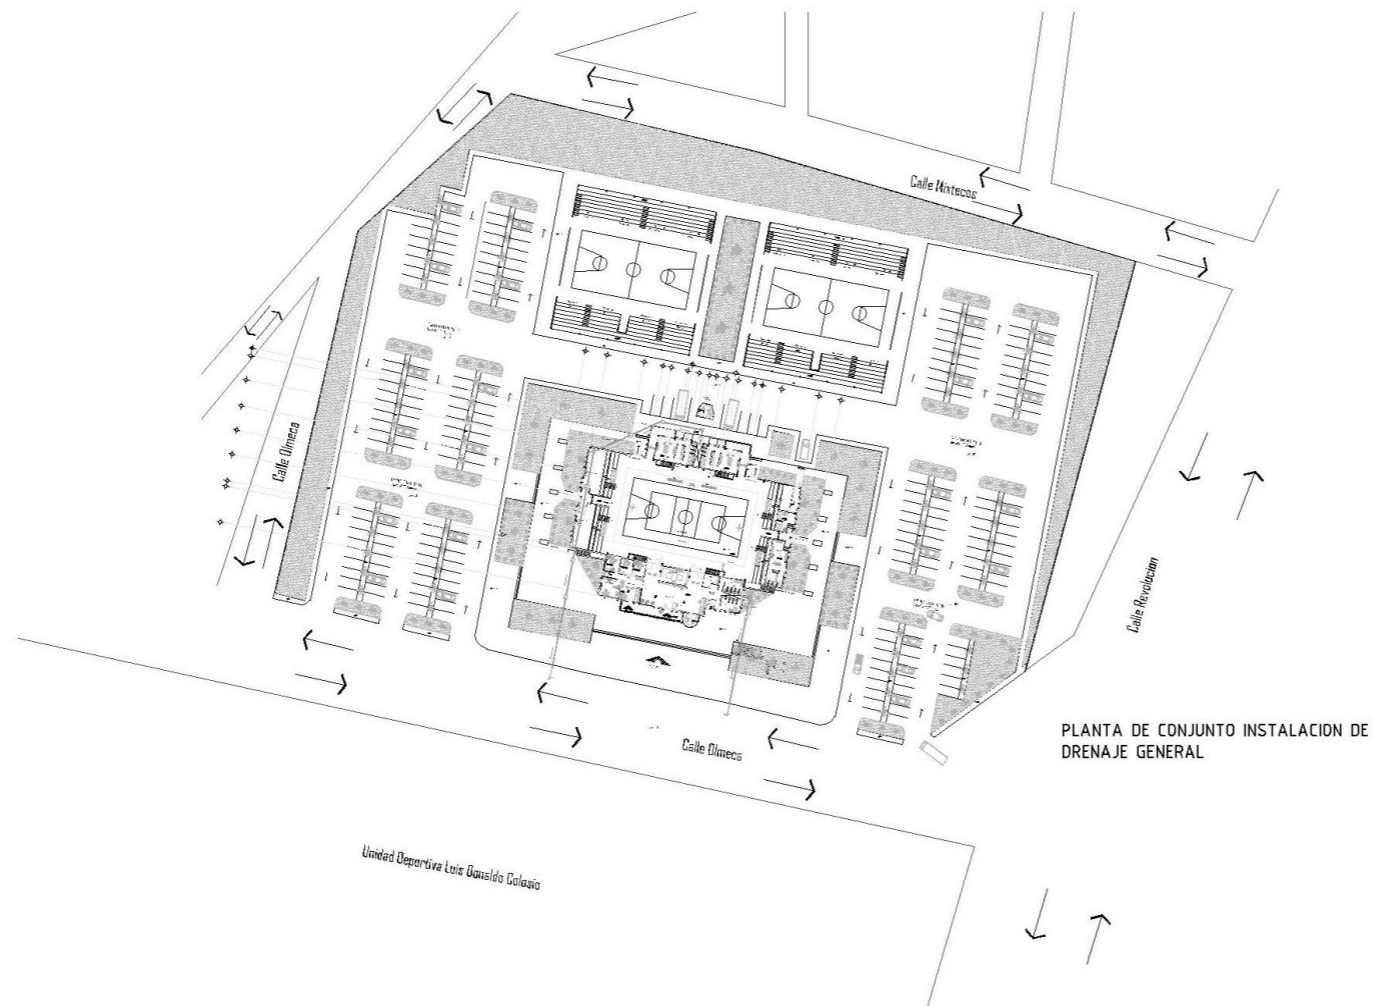 Calle Mixtecos
Calle Olmeca
Calle Revolucion
PLANTA DE CONJUNTO INSTALACION DE
DRENAJE GENERAL
Calle Olmeca
Unidad Deportiva Luis Donaldo Colosio